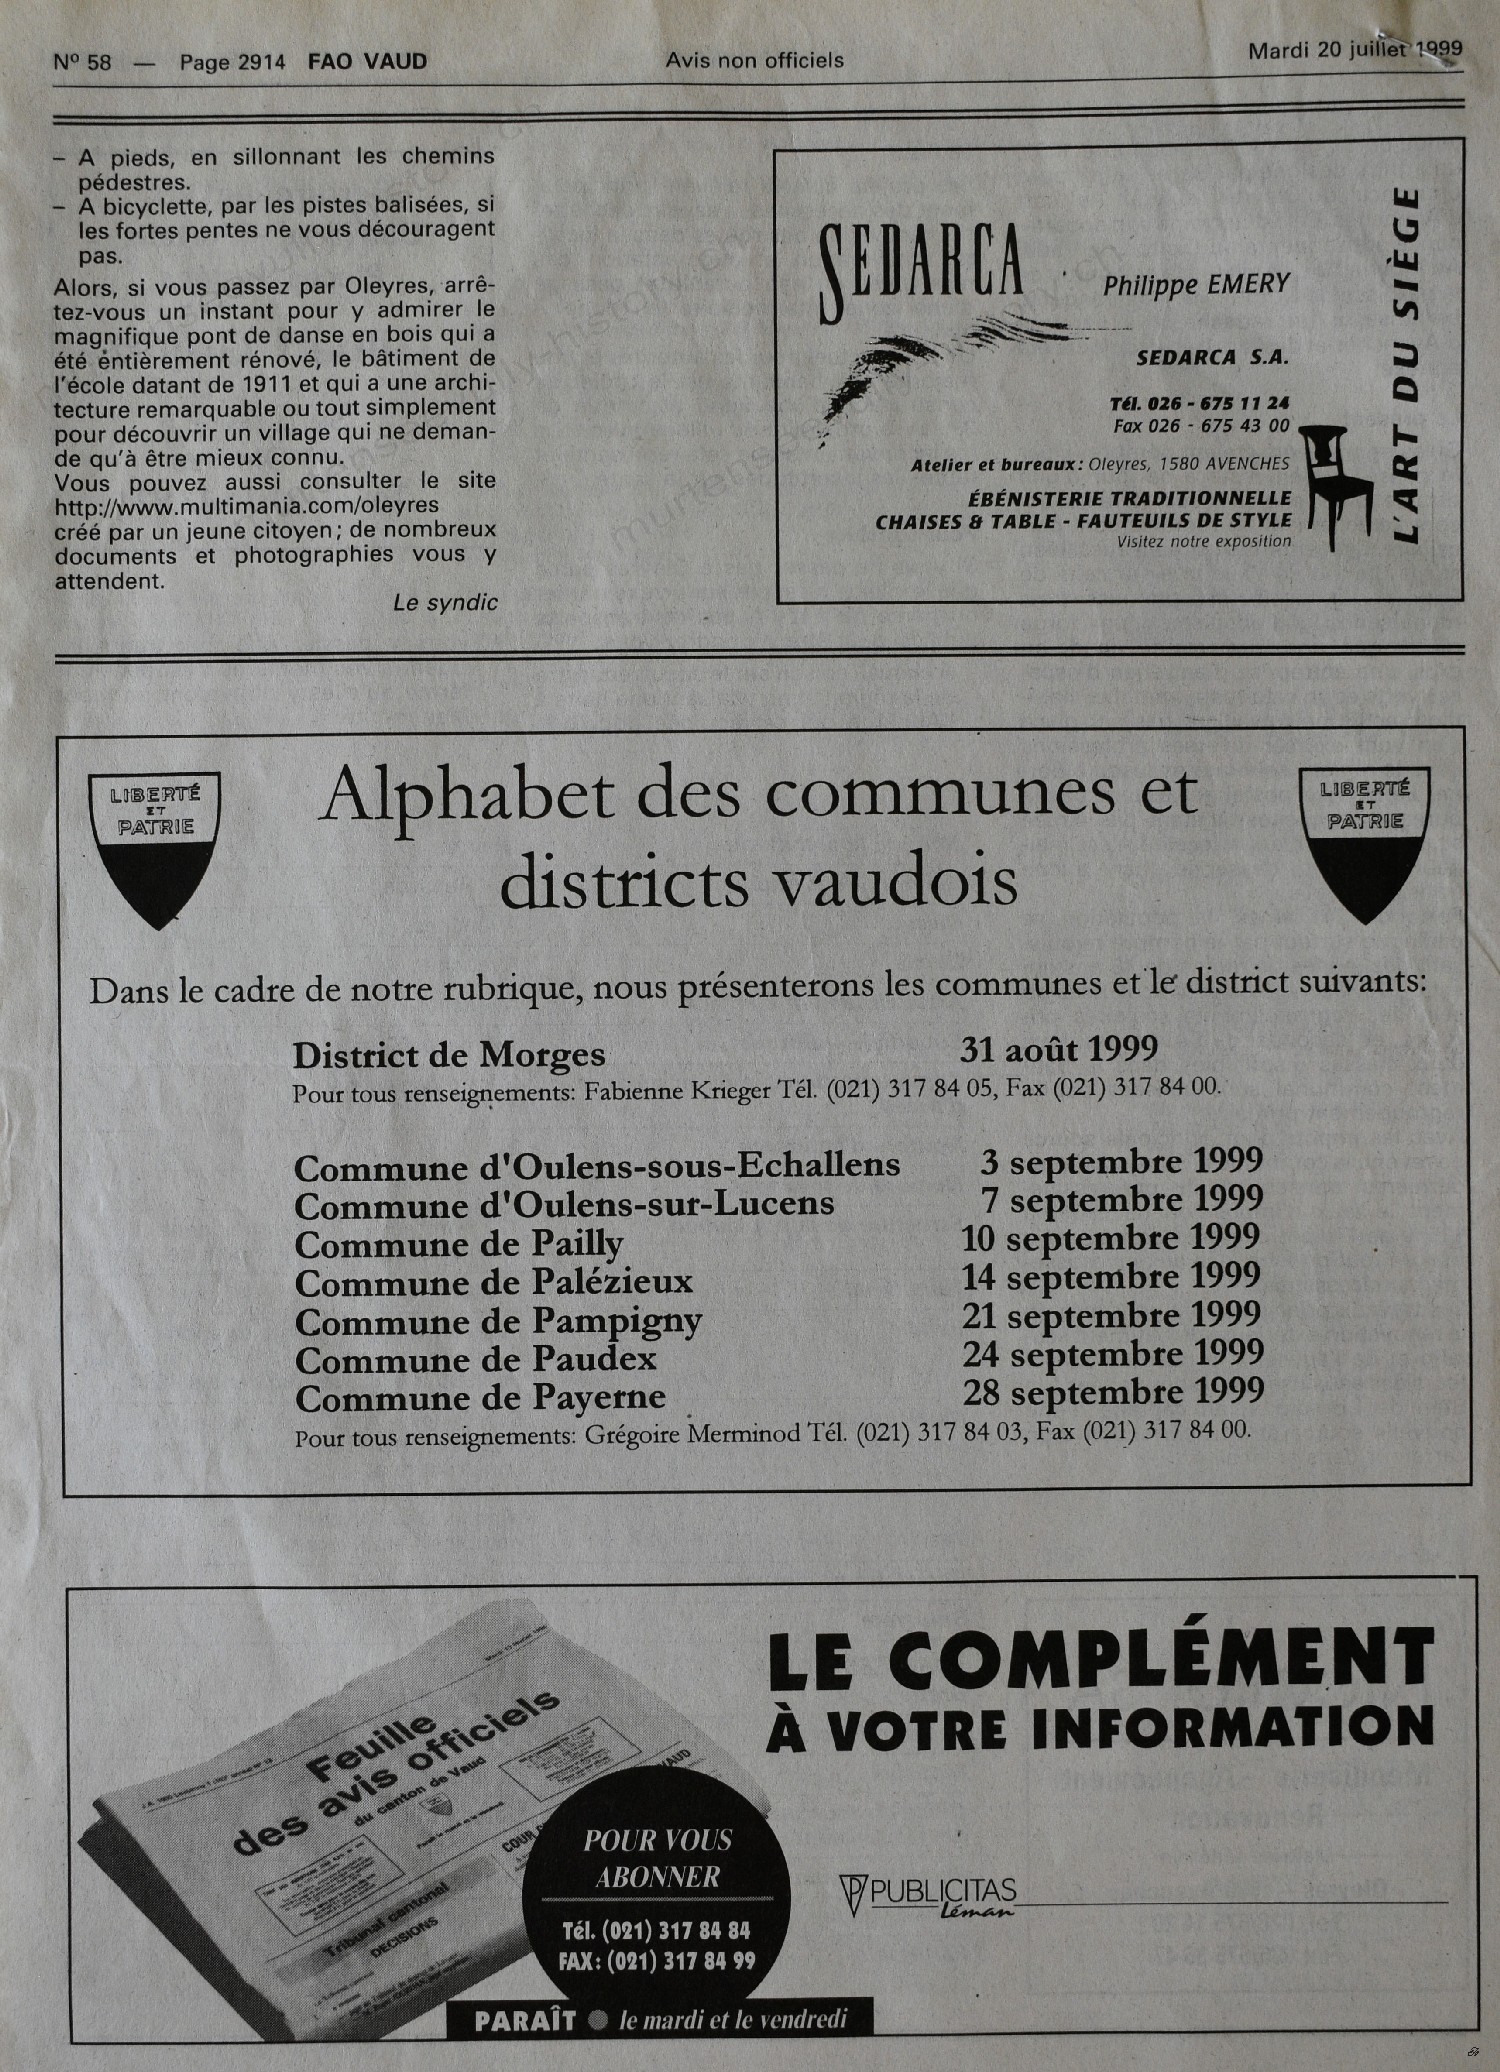 Nº 58 — Page 2914 FAO VAUD
Avis non officiels
Mardi 20 juillet 1999
– A pieds, en sillonnant les chemins
pédestres.
– A bicyclette, par les pistes balisées, si
les fortes pentes ne vous découragent
pas.
Alors, si vous passez par Oleyres, arrê-
tez-vous un instant pour y admirer le
magnifique pont de danse en bois qui a
été entièrement rénové, le bâtiment de
l'école datant de 1911 et qui a une archi-
tecture remarquable ou tout simplement
pour découvrir un village qui ne deman-
de qu'à être mieux connu.
Vous pouvez aussi consulter le site
http://www.multimania.com/oleyres
créé par un jeune citoyen; de nombreux
documents et photographies vous y
attendent.
Le syndic
SEDARCA
Philippe EMERY
SEDARCA S.A.
Tél. 026 - 675 11 24
Fax 026 - 675 43 00
Atelier et bureaux: Oleyres, 1580 AVENCHES
ÉBÉNISTERIE TRADITIONNELLE
CHAISES & TABLE - FAUTEUILS DE STYLE
Visitez notre exposition
L'ART DU SIÈGE
LIBERTÉ
ET
PATRIE
Alphabet des communes et
districts vaudois
LIBERTÉ
ET
PATRIE
Dans le cadre de notre rubrique, nous présenterons les communes et le district suivants:
District de Morges 31 août 1999
Pour tous renseignements: Fabienne Krieger Tél. (021) 317 84 05, Fax (021) 317 84 00.
Commune d'Oulens-sous-Echallens 3 septembre 1999
Commune d'Oulens-sur-Lucens 7 septembre 1999
Commune de Pailly 10 septembre 1999
Commune de Palézieux 14 septembre 1999
Commune de Pampigny 21 septembre 1999
Commune de Paudex 24 septembre 1999
Commune de Payerne 28 septembre 1999
Pour tous renseignements: Grégoire Merminod Tél. (021) 317 84 03, Fax (021) 317 84 00.
LE COMPLÉMENT
À VOTRE INFORMATION
Feuille
des avis officiels
du canton de Vaud
VAUD
COUR
Tribunal cantonal
DECISIONS
POUR VOUS
ABONNER
Tél. (021) 317 84 84
FAX: (021) 317 84 99
PUBLICITAS
Léman
PARAÎT ● le mardi et le vendredi